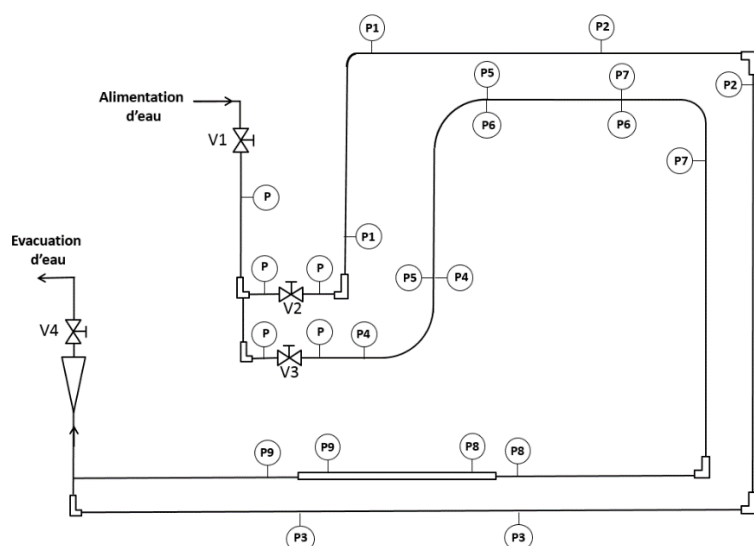 P1
P2
P5
P7
P2
Alimentation
d'eau
P6
P6
V1
P7
P
P1
Evacuation
d'eau
P
P
P5
P4
V2
V4
P
P
P4
V3
P9
P9
P8
P8
P3
P3